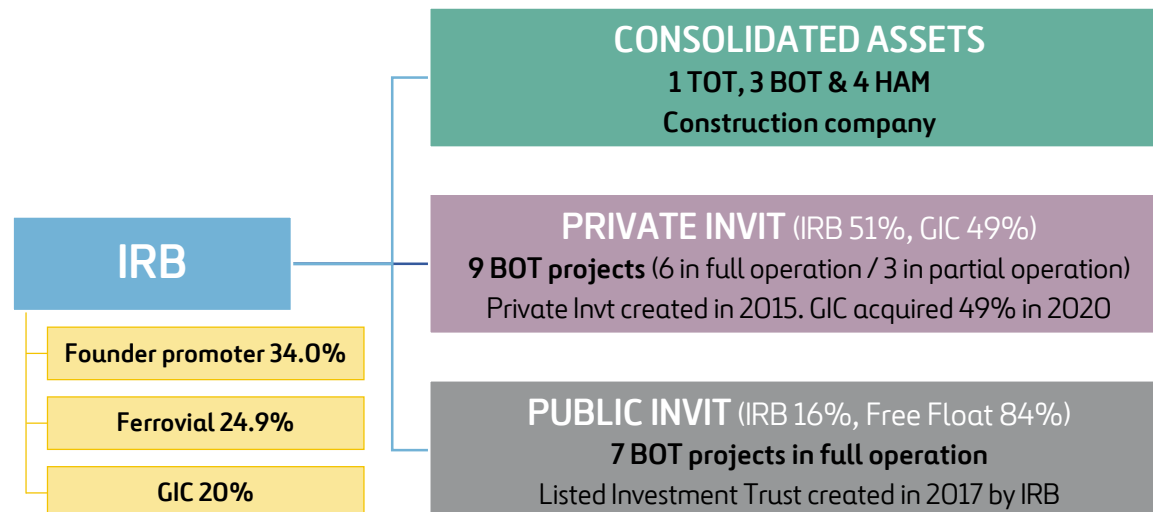 CONSOLIDATED ASSETS
1 TOT, 3 BOT & 4 HAM
Construction company
IRB
Founder promoter 34.0%
Ferrovial 24.9%
GIC 20%
PRIVATE INVIT (IRB 51%, GIC 49%)
9 BOT projects (6 in full operation / 3 in partial operation)
Private Invt created in 2015. GIC acquired 49% in 2020
PUBLIC INVIT (IRB 16%, Free Float 84%)
7 BOT projects in full operation
Listed Investment Trust created in 2017 by IRB